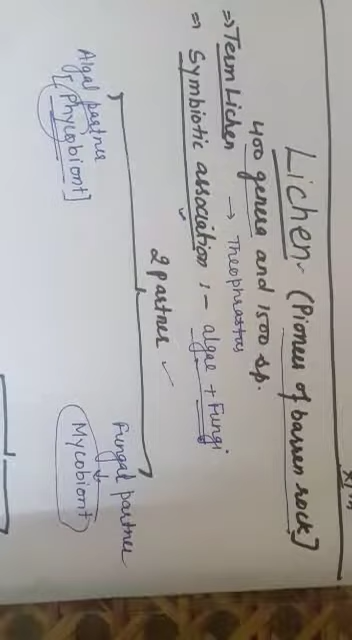 Lichen (Pioneer of barren rock]
400 genera and 1500 sp.
⇒ Term Lichen → Theophrastus
⇒ Symbiotic association :- algae + Fungi
2 partner ✓
Algal partner
[Phycobiont]
Fungal partner
Mycobiont